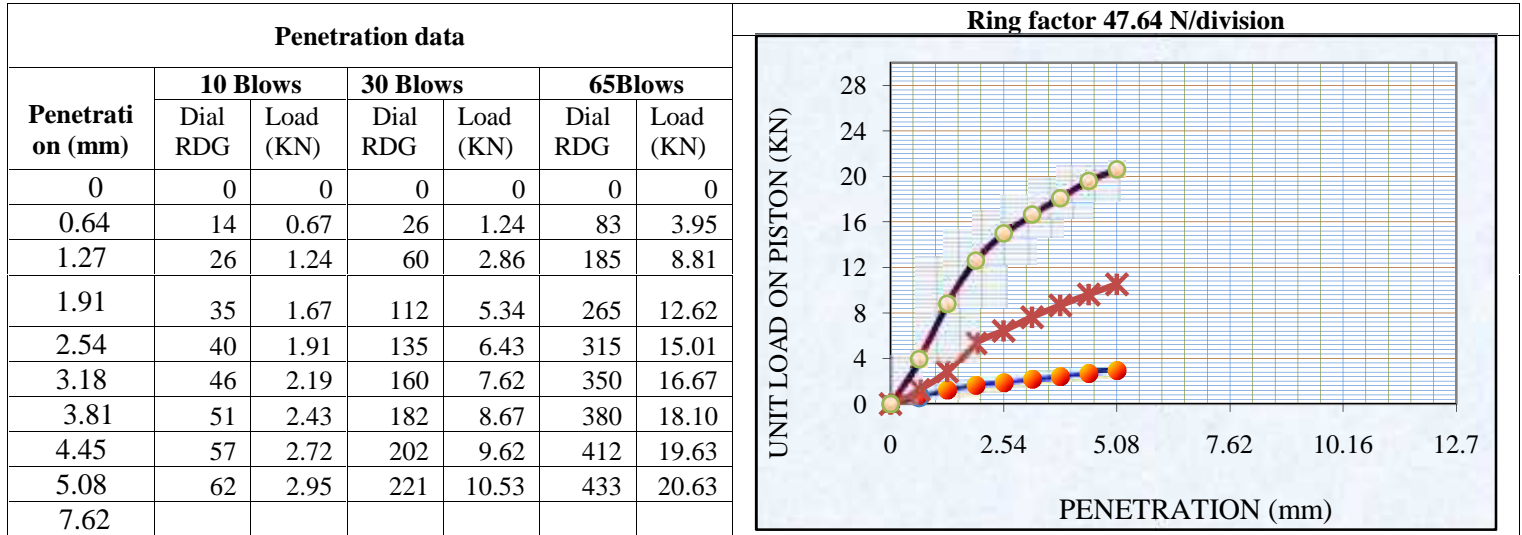 Penetration data
Ring factor 47.64 N/division
Penetrati
on (mm)
10 Blows 30 Blows 65Blows
Dial RDG Load (KN) Dial RDG Load (KN) Dial RDG Load (KN)
0 0 0 0 0 0 0
0.64 14 0.67 26 1.24 83 3.95
1.27 26 1.24 60 2.86 185 8.81
1.91 35 1.67 112 5.34 265 12.62
2.54 40 1.91 135 6.43 315 15.01
3.18 46 2.19 160 7.62 350 16.67
3.81 51 2.43 182 8.67 380 18.10
4.45 57 2.72 202 9.62 412 19.63
5.08 62 2.95 221 10.53 433 20.63
7.62
UNIT LOAD ON PISTON (KN)
28
24
20
16
12
8
4
0
0 2.54 5.08 7.62 10.16 12.7
PENETRATION (mm)